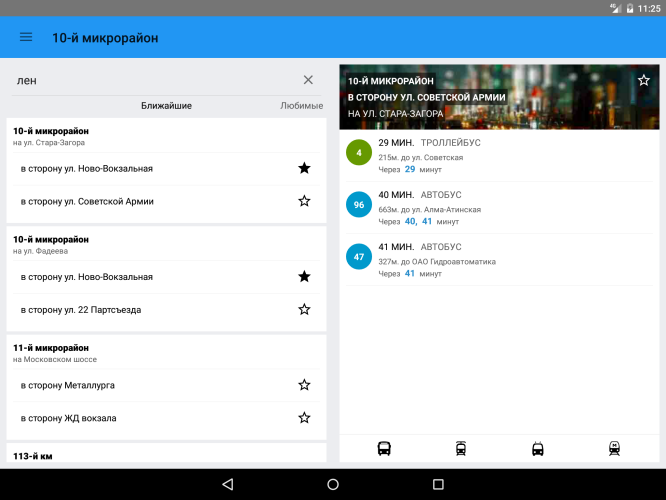 4G 11:25
10-й микрорайон
лен
Ближайшие Любимые
10-й микрорайон
на ул. Стара-Загора
в сторону ул. Ново-Вокзальная
в сторону ул. Советской Армии
10-й микрорайон
на ул. Фадеева
в сторону ул. Ново-Вокзальная
в сторону ул. 22 Партсъезда
11-й микрорайон
на Московском шоссе
в сторону Металлурга
в сторону ЖД вокзала
113-й км
10-Й МИКРОРАЙОН
В СТОРОНУ УЛ. СОВЕТСКОЙ АРМИИ
НА УЛ. СТАРА-ЗАГОРА
4 29 МИН. ТРОЛЛЕЙБУС
215м. до ул. Советская
Через 29 минут
96 40 МИН. АВТОБУС
663м. до ул. Алма-Атинская
Через 40, 41 минут
47 41 МИН. АВТОБУС
327м. до ОАО Гидроавтоматика
Через 41 минут